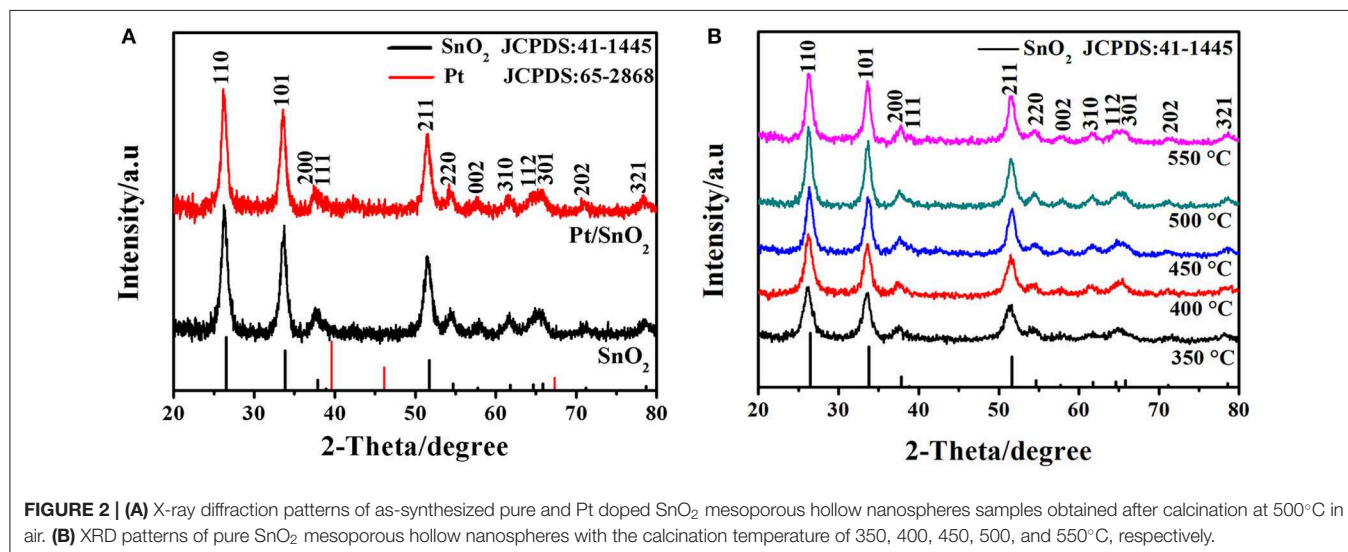 A
SnO₂ JCPDS:41-1445
Pt JCPDS:65-2868
110
101
200
111
211
220
002
310
112
301
202
321
Pt/SnO₂
SnO₂
Intensity/a.u
20 30 40 50 60 70 80
2-Theta/degree
B
SnO₂ JCPDS:41-1445
110
101
200
111
211
220
002
310
112
301
202
321
550 °C
500 °C
450 °C
400 °C
350 °C
Intensity/a.u
20 30 40 50 60 70 80
2-Theta/degree
FIGURE 2 | (A) X-ray diffraction patterns of as-synthesized pure and Pt doped SnO₂ mesoporous hollow nanospheres samples obtained after calcination at 500°C in
air. (B) XRD patterns of pure SnO₂ mesoporous hollow nanospheres with the calcination temperature of 350, 400, 450, 500, and 550°C, respectively.